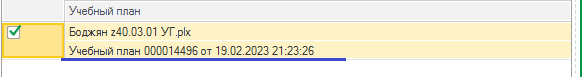 Учебный план
Боджян z40.03.01 УГ.plx
Учебный план 000014496 от 19.02.2023 21:23:26